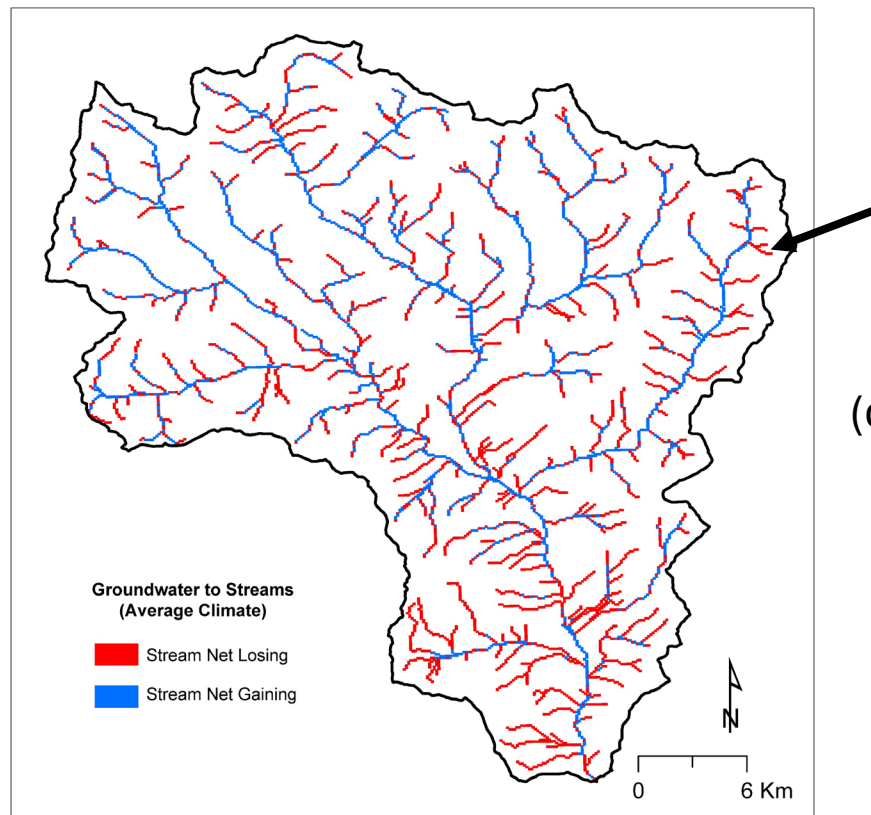 (
Groundwater to Streams
(Average Climate)
Stream Net Losing
Stream Net Gaining
N
0 6 Km